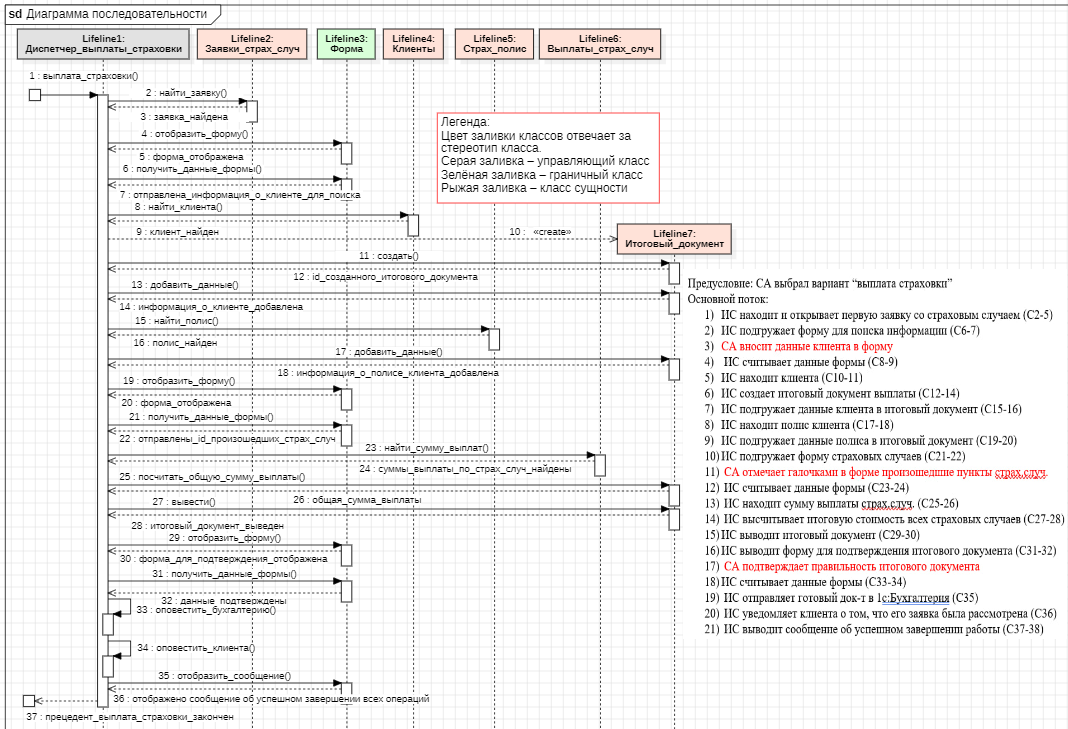 sd Диаграмма последовательности
Lifeline1:
Диспетчер_выплаты_страховки
Lifeline2:
Заявки_страх_случ
Lifeline3:
Форма
Lifeline4:
Клиенты
Lifeline5:
Страх_полис
Lifeline6:
Выплаты_страх_случ
1 : выплата_страховки()
2 : найти_заявку()
3 : заявка_найдена
4 : отобразить_форму()
5 : форма_отображена
6 : получить_данные_формы()
7 : отправлена_информация_о_клиенте_для_поиска
8 : найти_клиента()
9 : клиент_найден
10 : «create»
Легенда:
Цвет заливки классов отвечает за
стереотип класса.
Серая заливка – управляющий класс
Зелёная заливка – граничный класс
Рыжая заливка – класс сущности
Lifeline7:
Итоговый_документ
11 : создать()
12 : id_созданного_итогового_документа
13 : добавить_данные()
14 : информация_о_клиенте_добавлена
15 : найти_полис()
16 : полис_найден
17 : добавить_данные()
18 : информация_о_полисе_клиента_добавлена
19 : отобразить_форму()
20 : форма_отображена
21 : получить_данные_формы()
22 : отправлены_id_произошедших_страх_случ
23 : найти_сумму_выплат()
24 : суммы_выплаты_по_страх_случ_найдены
25 : посчитать_общую_сумму_выплаты()
26 : общая_сумма_выплаты
27 : вывести()
28 : итоговый_документ_выведен
29 : отобразить_форму()
30 : форма_для_подтверждения_отображена
31 : получить_данные_формы()
32 : данные_подтверждены
33 : оповестить_бухгалтерию()
34 : оповестить_клиента()
35 : отобразить_сообщение()
36 : отображено сообщение об успешном завершении всех операций
37 : прецедент_выплата_страховки_закончен
Предусловие: СА выбрал вариант “выплата страховки”
Основной поток:
1) ИС находит и открывает первую заявку со страховым случаем (С2-5)
2) ИС подгружает форму для поиска информации (С6-7)
3) СА вносит данные клиента в форму
4) ИС считывает данные формы (С8-9)
5) ИС находит клиента (С10-11)
6) ИС создает итоговый документ выплаты (С12-14)
7) ИС подгружает данные клиента в итоговый документ (С15-16)
8) ИС находит полис клиента (С17-18)
9) ИС подгружает данные полиса в итоговый документ (С19-20)
10) ИС подгружает форму страховых случаев (С21-22)
11) СА отмечает галочками в форме произошедшие пункты страх.случ.
12) ИС считывает данные формы (С23-24)
13) ИС находит сумму выплаты страх.случ. (С25-26)
14) ИС высчитывает итоговую стоимость всех страховых случаев (С27-28)
15) ИС выводит итоговый документ (С29-30)
16) ИС выводит форму для подтверждения итогового документа (С31-32)
17) СА подтверждает правильность итогового документа
18) ИС считывает данные формы (С33-34)
19) ИС отправляет готовый док-т в 1с:Бухгалтерия (С35)
20) ИС уведомляет клиента о том, что его заявка была рассмотрена (С36)
21) ИС выводит сообщение об успешном завершении работы (С37-38)